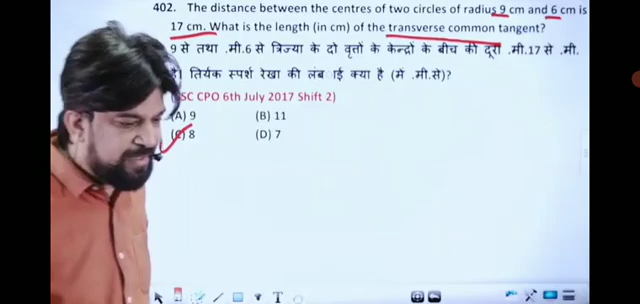 402. The distance between the centres of two circles of radius 9 cm and 6 cm is
17 cm. What is the length (in cm) of the transverse common tangent?
9 से तथा .मी.6 से त्रिज्या के दो वृत्तों के केन्द्रों के बीच की दूरी .मी.17 से .मी.
है। तिर्यक स्पर्श रेखा की लंब ाई क्या है (में .मी.से)?
SC CPO 6th July 2017 Shift 2)
(A) 9 (B) 11
(C) 8 (D) 7
T